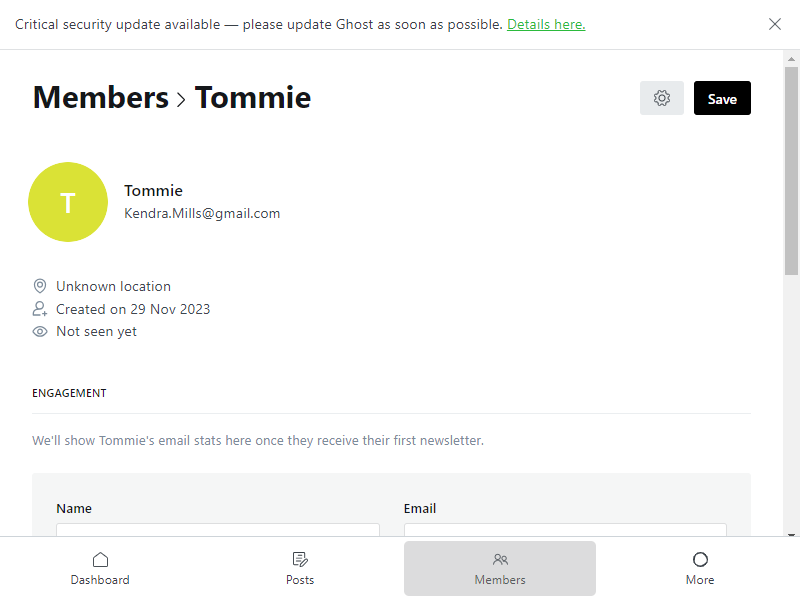 Critical security update available — please update Ghost as soon as possible. Details here.
Members > Tommie
Save
T
Tommie
Kendra.Mills@gmail.com
Unknown location
Created on 29 Nov 2023
Not seen yet
ENGAGEMENT
We'll show Tommie's email stats here once they receive their first newsletter.
Name Email
Dashboard Posts Members More